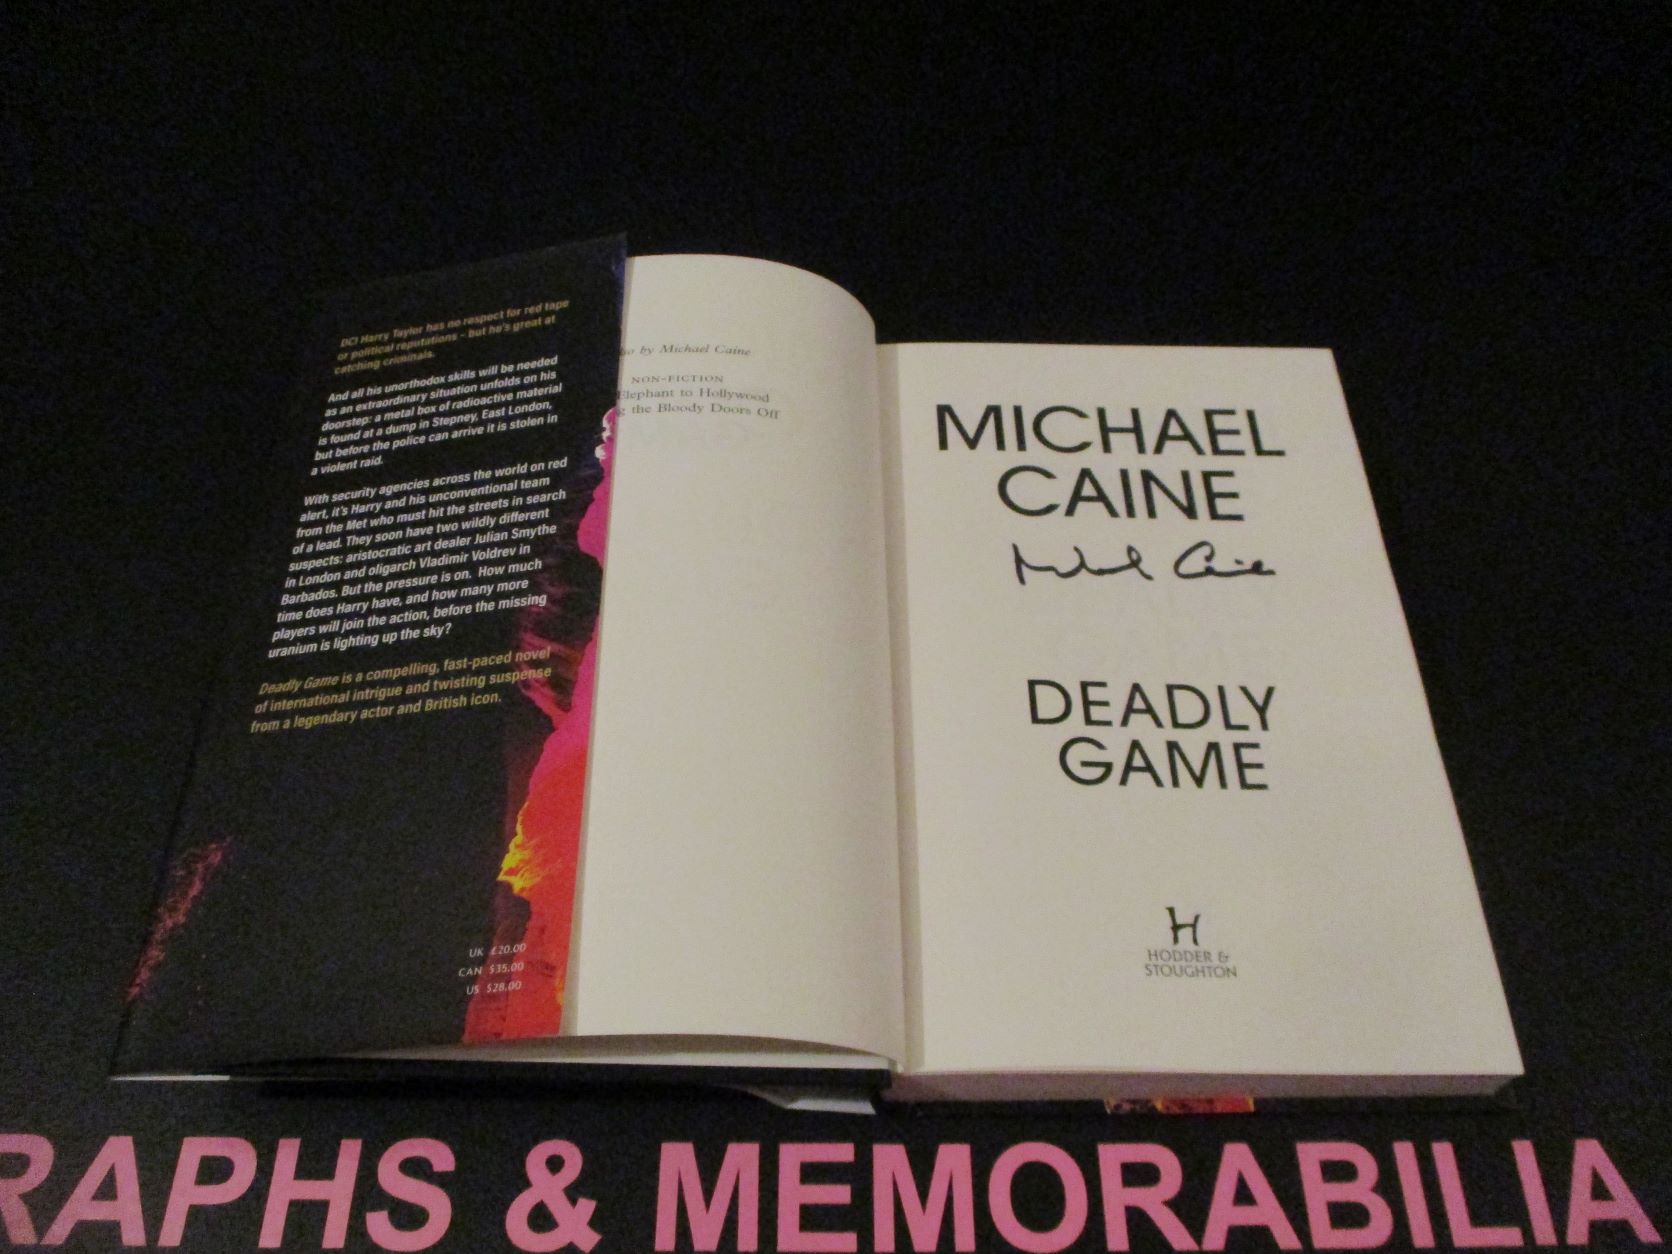 DCI Harry Taylor has no respect for red tape
or political reputations – but he's great at
catching criminals.
And all his unorthodox skills will be needed
as an extraordinary situation unfolds on his
doorstep: a metal box of radioactive material
is found at a dump in Stepney, East London,
but before the police can arrive it is stolen in
a violent raid.
With security agencies across the world on red
alert, it's Harry and his unconventional team
from the Met who must hit the streets in search
of a lead. They soon have two wildly different
suspects: aristocratic art dealer Julian Smythe
in London and oligarch Vladimir Voldrev in
Barbados. But the pressure is on. How much
time does Harry have, and how many more
players will join the action, before the missing
uranium is lighting up the sky?
Deadly Game is a compelling, fast-paced novel
of international intrigue and twisting suspense
from a legendary actor and British icon.
UK £20.00
CAN $35.00
US $28.00
by Michael Caine
NON-FICTION
Elephant to Hollywood
the Bloody Doors Off
MICHAEL
CAINE
Michael Caine
DEADLY
GAME
H
HODDER &
STOUGHTON
RAPHS & MEMORABILIA